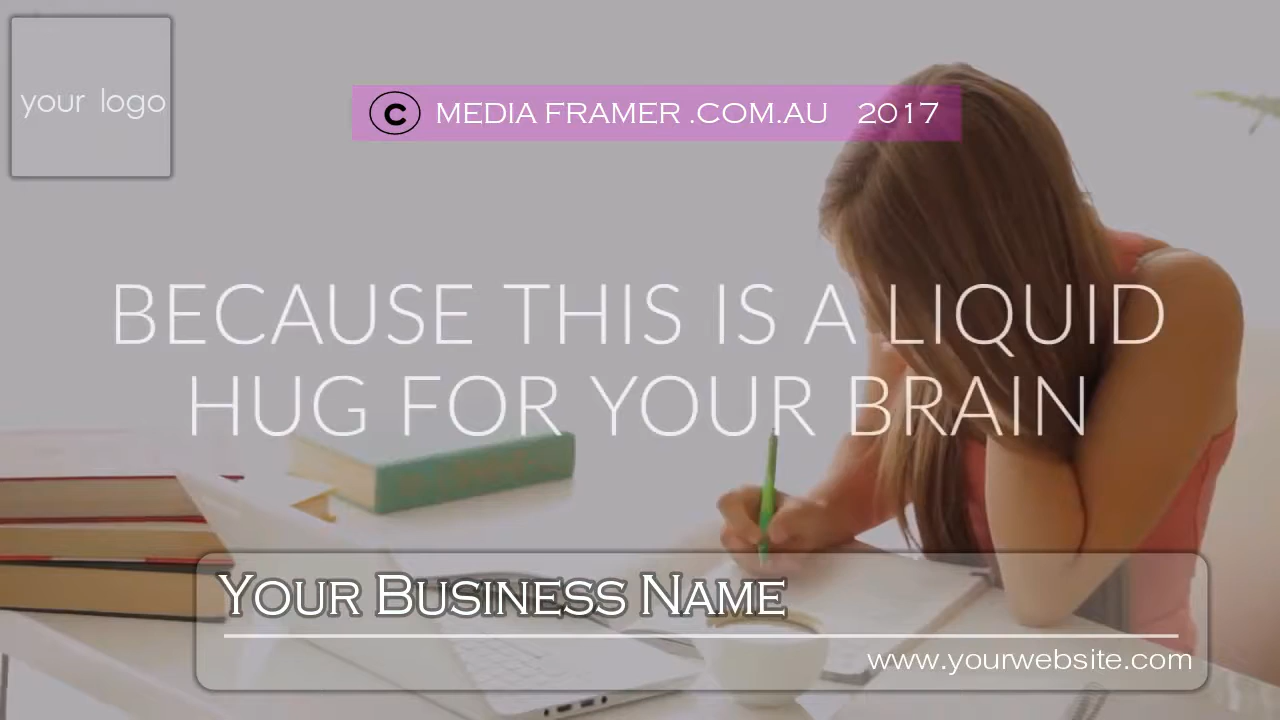 your logo
© MEDIA FRAMER .COM.AU 2017
BECAUSE THIS IS A LIQUID
HUG FOR YOUR BRAIN
YOUR BUSINESS NAME
www.yourwebsite.com